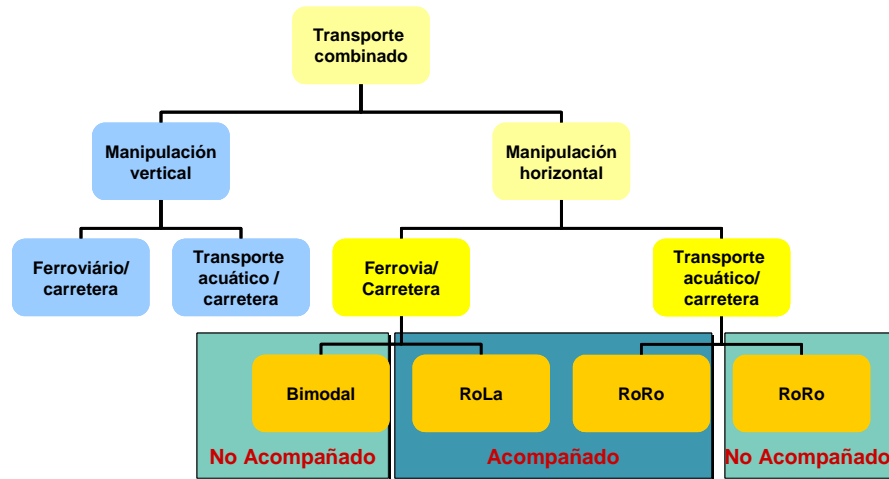 Transporte
combinado
Manipulación
vertical
Manipulación
horizontal
Ferroviário/
carretera
Transporte
acuático /
carretera
Ferrovia/
Carretera
Transporte
acuático/
carretera
Bimodal
RoLa
RoRo
RoRo
No Acompañado
Acompañado
No Acompañado